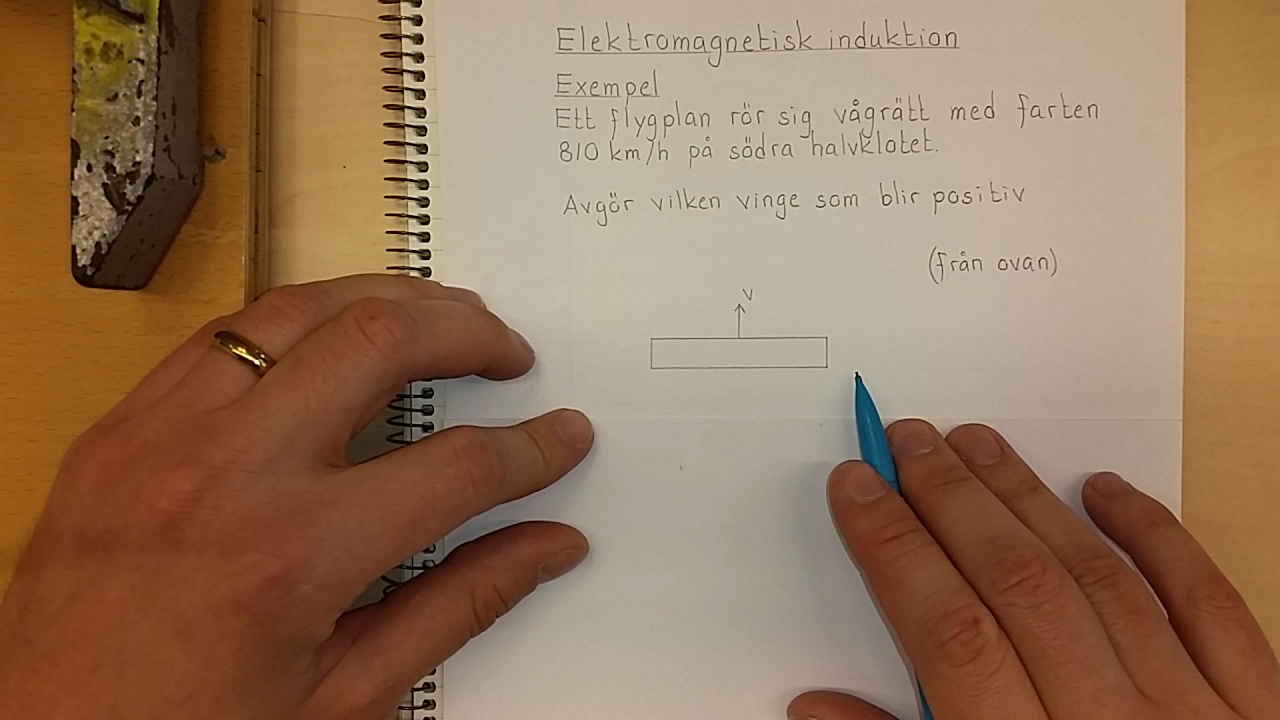 Elektromagnetisk induktion
Exempel
Ett flygplan rör sig vågrätt med farten
810 km/h på södra halvklotet.
Avgör vilken vinge som blir positiv
(från ovan)
v